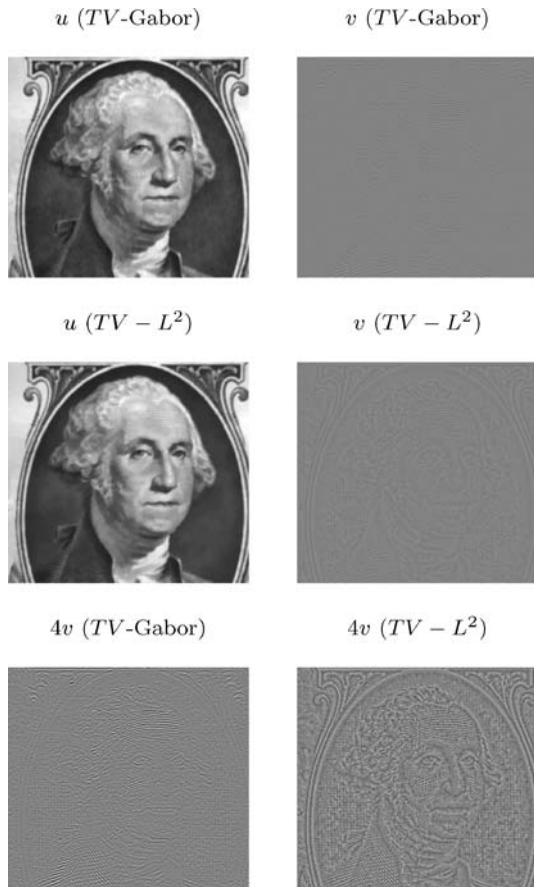 u (TV-Gabor) v (TV-Gabor)
u (TV − L²) v (TV − L²)
4v (TV-Gabor) 4v (TV − L²)